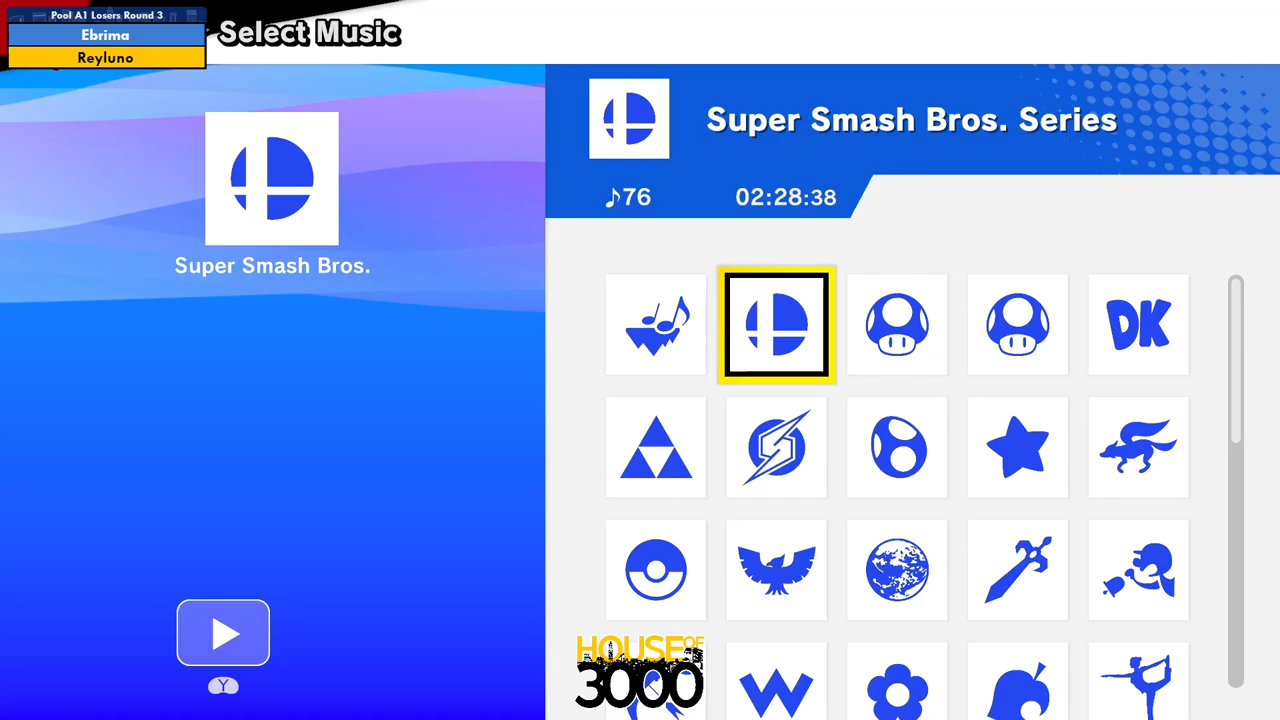 Pool A1 Losers Round 3
Ebrima
Reyluno
Select Music
Super Smash Bros. Series
♪76
02:28:38
Super Smash Bros.
DK
Y
HOUSE OF
3000